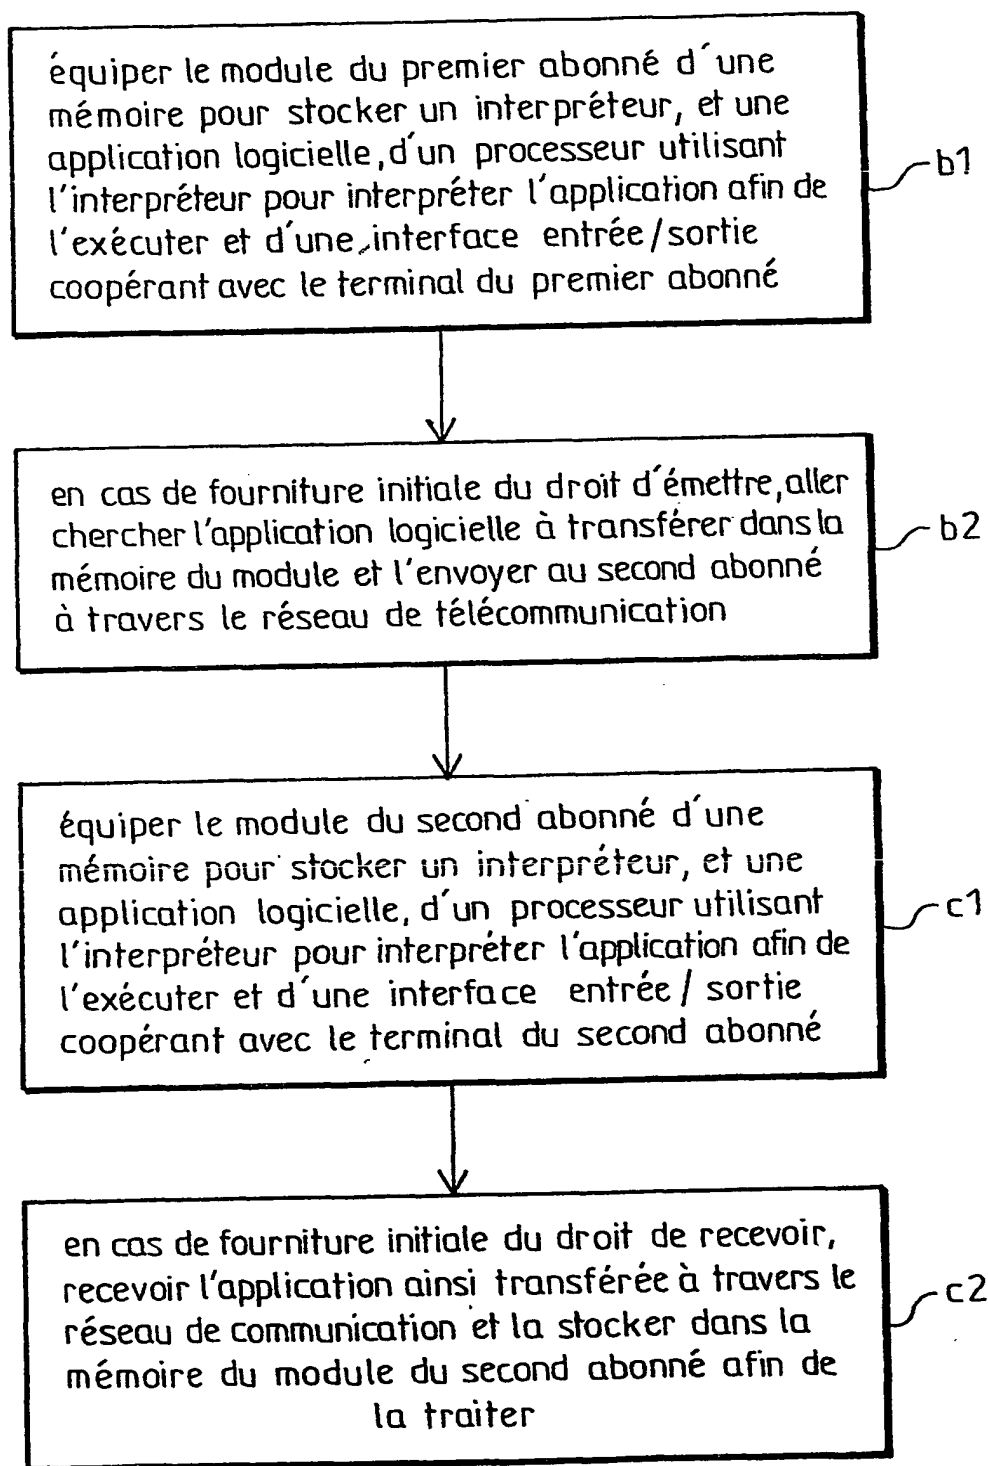 équiper le module du premier abonné d'une
mémoire pour stocker un interpréteur, et une
application logicielle, d'un processeur utilisant
l'interpréteur pour interpréter l'application afin de
l'exécuter et d'une interface entrée/sortie
coopérant avec le terminal du premier abonné
b1
en cas de fourniture initiale du droit d'émettre, aller
chercher l'application logicielle à transférer dans la
mémoire du module et l'envoyer au second abonné
à travers le réseau de télécommunication
b2
équiper le module du second abonné d'une
mémoire pour stocker un interpréteur, et une
application logicielle, d'un processeur utilisant
l'interpréteur pour interpréter l'application afin de
l'exécuter et d'une interface entrée / sortie
coopérant avec le terminal du second abonné
c1
en cas de fourniture initiale du droit de recevoir,
recevoir l'application ainsi transférée à travers le
réseau de communication et la stocker dans la
mémoire du module du second abonné afin de
la traiter
c2